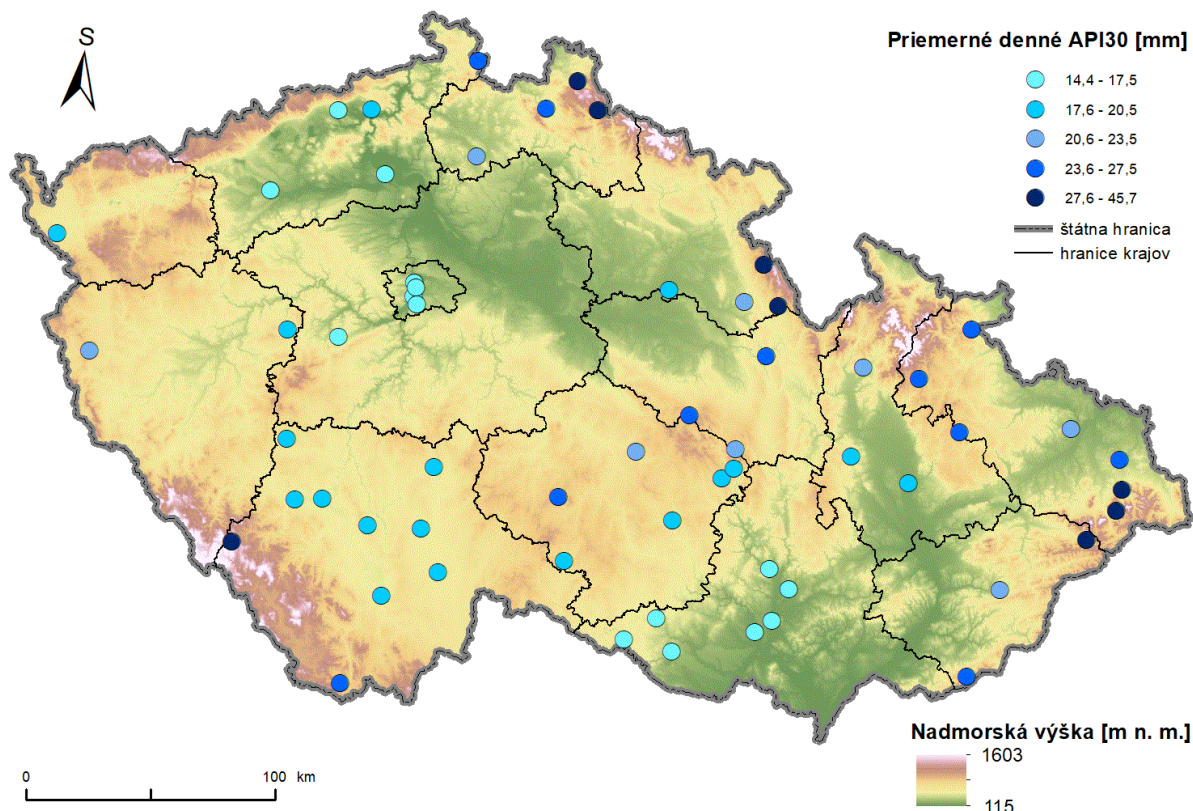 S
Priemerné denné API30 [mm]
14,4 - 17,5
17,6 - 20,5
20,6 - 23,5
23,6 - 27,5
27,6 - 45,7
štátna hranica
hranice krajov
Nadmorská výška [m n. m.]
1603
115
0 100 km